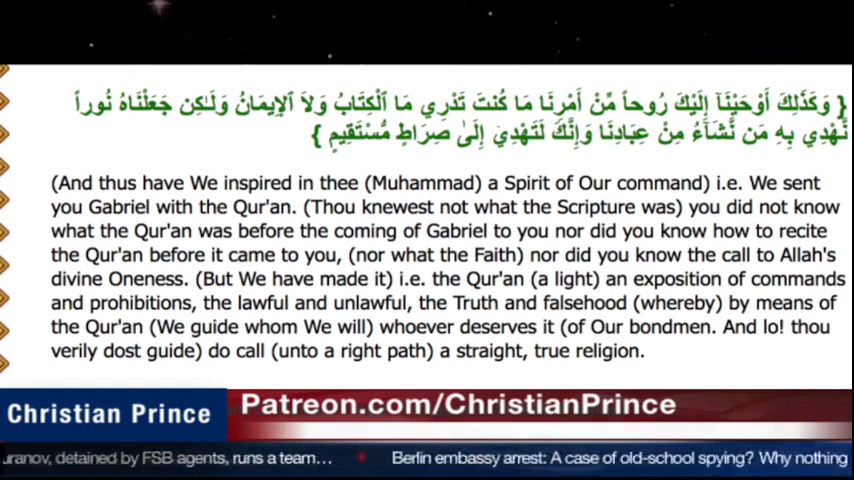 { وَكَذَلِكَ أَوْحَيْنَآ إِلَيْكَ رُوحاً مِّنْ أَمْرِنَا مَا كُنتَ تَدْرِي مَا ٱلْكِتَابُ وَلاَ ٱلإِيمَانُ وَلَـٰكِن جَعَلْنَاهُ نُوراً
نَّهْدِي بِهِ مَن نَّشَآءُ مِنْ عِبَادِنَا وَإِنَّكَ لَتَهْدِيۤ إِلَىٰ صِرَاطٍ مُّسْتَقِيمٍ }
(And thus have We inspired in thee (Muhammad) a Spirit of Our command) i.e. We sent
you Gabriel with the Qur'an. (Thou knewest not what the Scripture was) you did not know
what the Qur'an was before the coming of Gabriel to you nor did you know how to recite
the Qur'an before it came to you, (nor what the Faith) nor did you know the call to Allah's
divine Oneness. (But We have made it) i.e. the Qur'an (a light) an exposition of commands
and prohibitions, the lawful and unlawful, the Truth and falsehood (whereby) by means of
the Qur'an (We guide whom We will) whoever deserves it (of Our bondmen. And lo! thou
verily dost guide) do call (unto a right path) a straight, true religion.
Christian Prince
Patreon.com/ChristianPrince
uranov, detained by FSB agents, runs a team... Berlin embassy arrest: A case of old-school spying? Why nothing